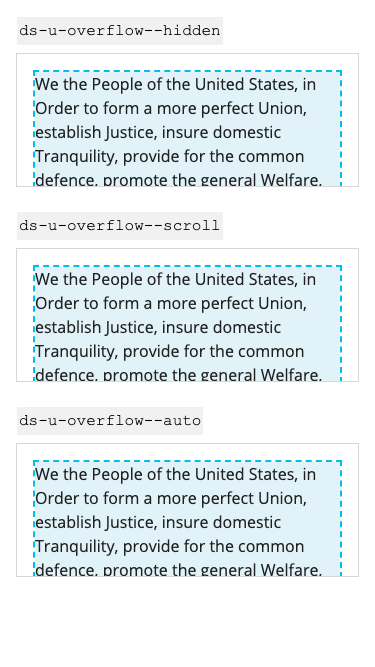 ds-u-overflow--hidden
We the People of the United States, in
Order to form a more perfect Union,
establish Justice, insure domestic
Tranquility, provide for the common
defence, promote the general Welfare,
ds-u-overflow--scroll
We the People of the United States, in
Order to form a more perfect Union,
establish Justice, insure domestic
Tranquility, provide for the common
defence, promote the general Welfare,
ds-u-overflow--auto
We the People of the United States, in
Order to form a more perfect Union,
establish Justice, insure domestic
Tranquility, provide for the common
defence, promote the general Welfare,